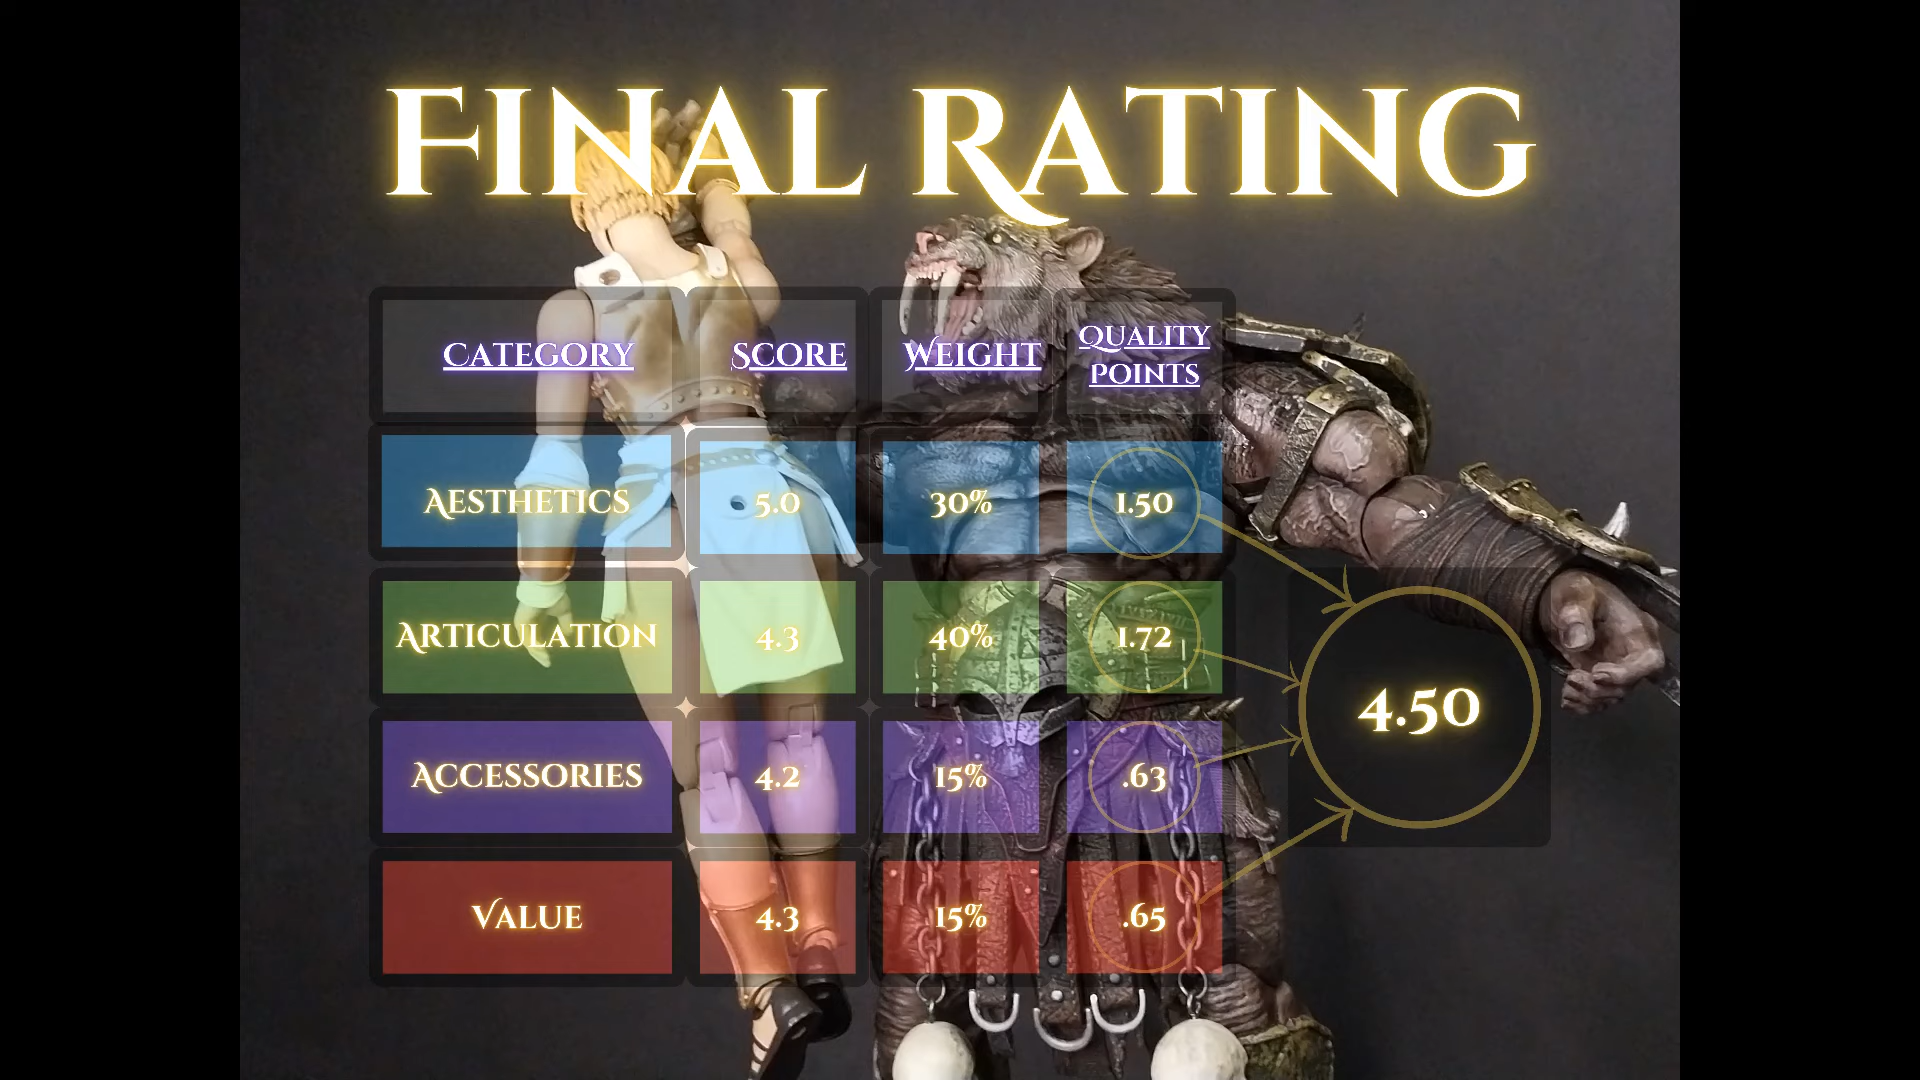 Final Rating
Category Score Weight Quality Points
Aesthetics 5.0 30% 1.50
Articulation 4.3 40% 1.72
Accessories 4.2 15% .63
Value 4.3 15% .65
4.50